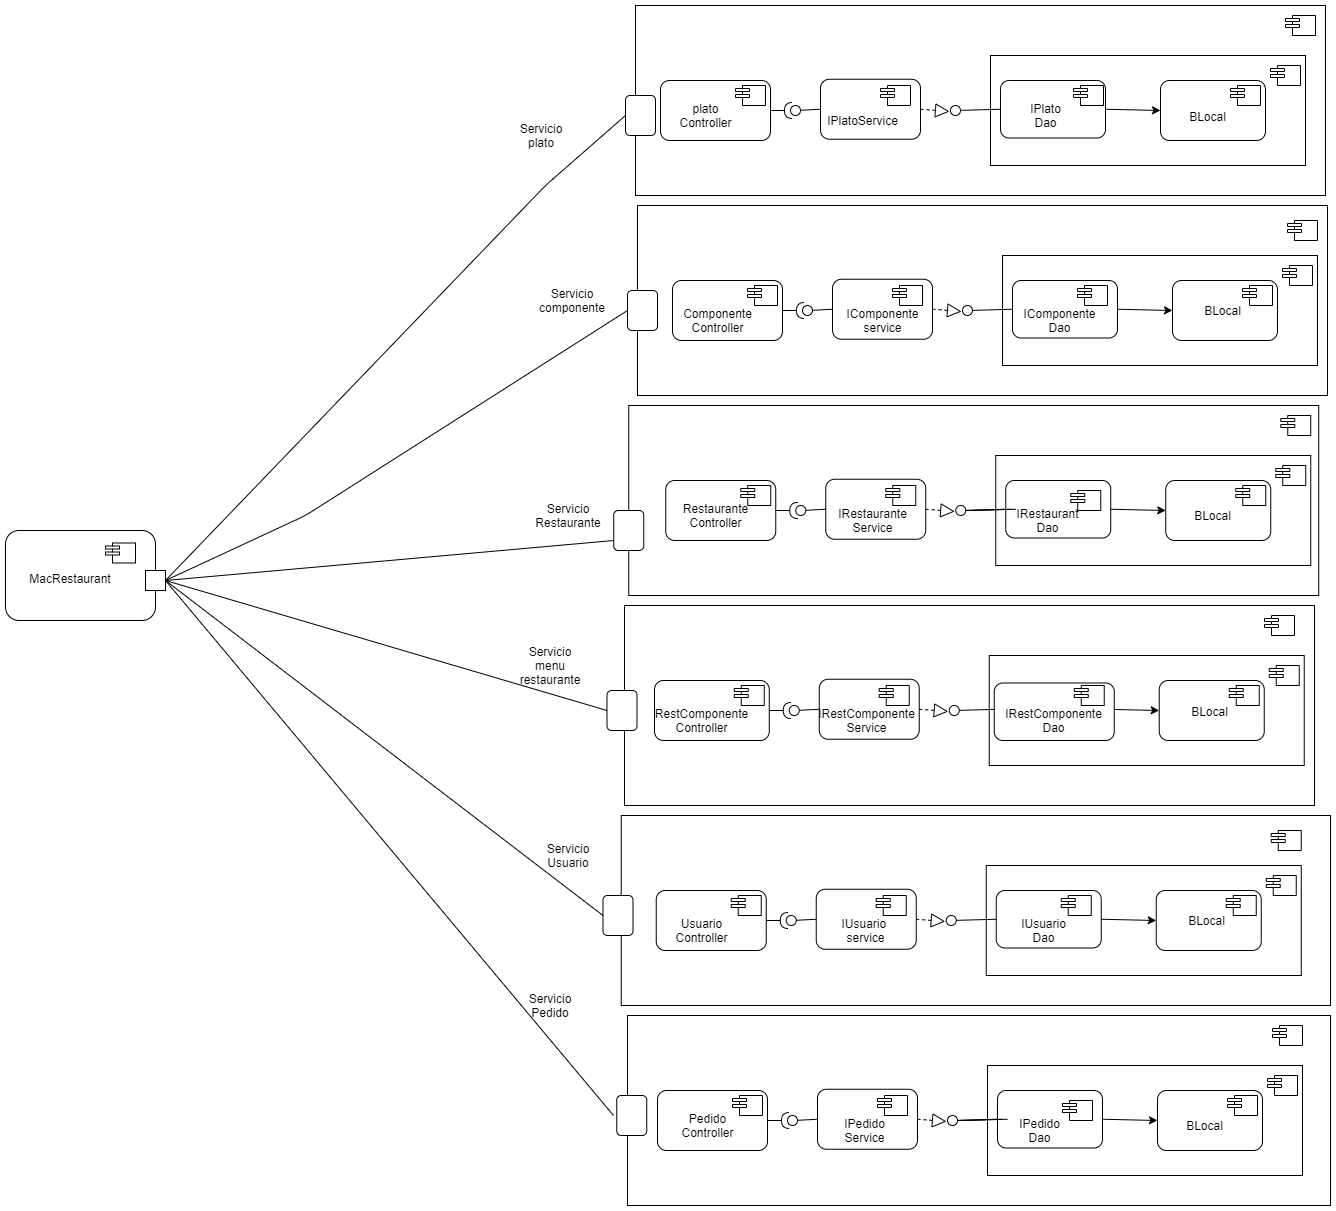 Servicio
plato
plato
Controller
IPlatoService
IPlato
Dao
BLocal
Servicio
componente
Componente
Controller
IComponente
service
IComponente
Dao
BLocal
Servicio
Restaurante
Restaurante
Controller
IRestaurante
Service
IRestaurant
Dao
BLocal
MacRestaurant
Servicio
menu
restaurante
RestComponente
Controller
IRestComponente
Service
IRestComponente
Dao
BLocal
Servicio
Usuario
Usuario
Controller
IUsuario
service
IUsuario
Dao
BLocal
Servicio
Pedido
Pedido
Controller
IPedido
Service
IPedido
Dao
BLocal